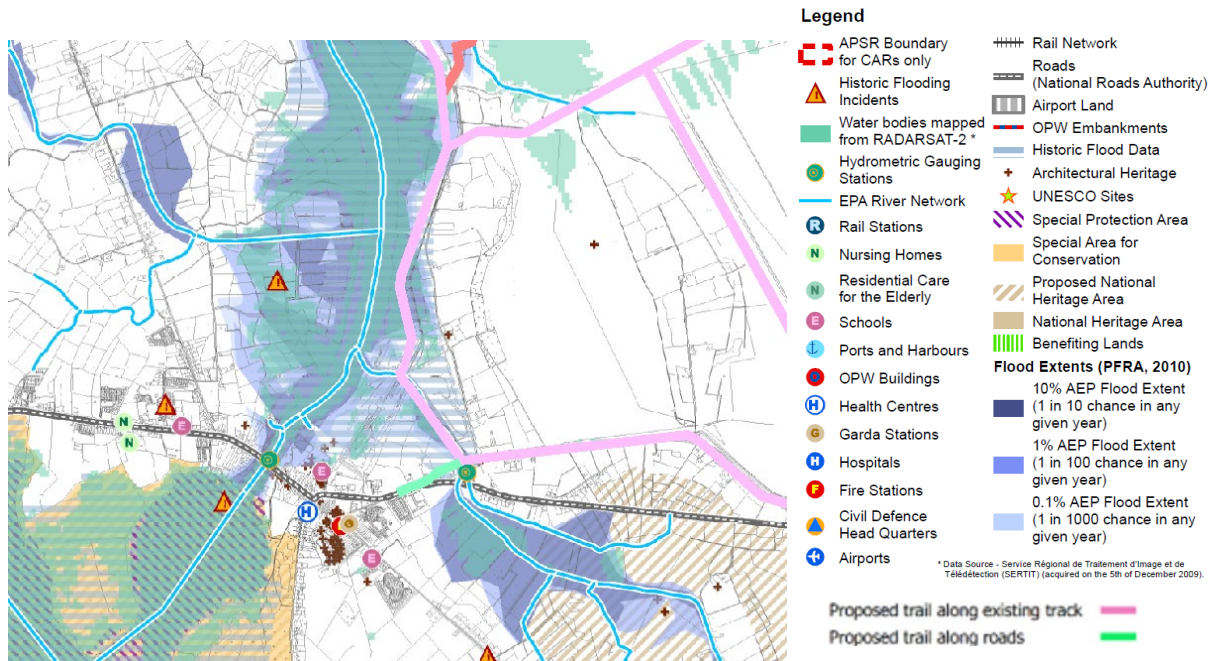 Legend
APSR Boundary
for CARs only
Historic Flooding
Incidents
Water bodies mapped
from RADARSAT-2 *
Hydrometric Gauging
Stations
EPA River Network
R Rail Stations
N Nursing Homes
N Residential Care
for the Elderly
E Schools
Ports and Harbours
OPW Buildings
H Health Centres
G Garda Stations
H Hospitals
F Fire Stations
Civil Defence
Head Quarters
Airports
Rail Network
Roads
(National Roads Authority)
Airport Land
OPW Embankments
Historic Flood Data
Architectural Heritage
UNESCO Sites
Special Protection Area
Special Area for
Conservation
Proposed National
Heritage Area
National Heritage Area
Benefiting Lands
Flood Extents (PFRA, 2010)
10% AEP Flood Extent
(1 in 10 chance in any
given year)
1% AEP Flood Extent
(1 in 100 chance in any
given year)
0.1% AEP Flood Extent
(1 in 1000 chance in any
given year)
* Data Source - Service Régional de Traitement d'Image et de
Télédétection (SERTIT) (acquired on the 5th of December 2009).
Proposed trail along existing track
Proposed trail along roads
N
N
E
E
H
G
E